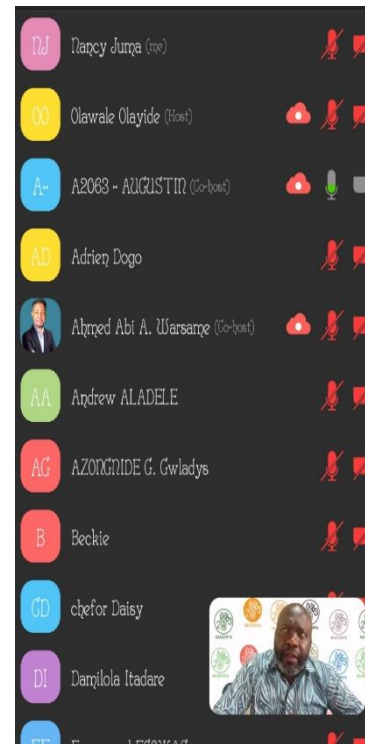 NJ Nancy Juma (me)
OO Olawale Olayide (Host)
A- A2063 - AUGUSTIN (Co-host)
AD Adrien Dogo
Ahmed Abi A. Warsame (Co-host)
AA Andrew ALADELE
AG AZONGNIDE G. Gwladys
B Beckie
CD chefor Daisy
DI Damilola Itadare